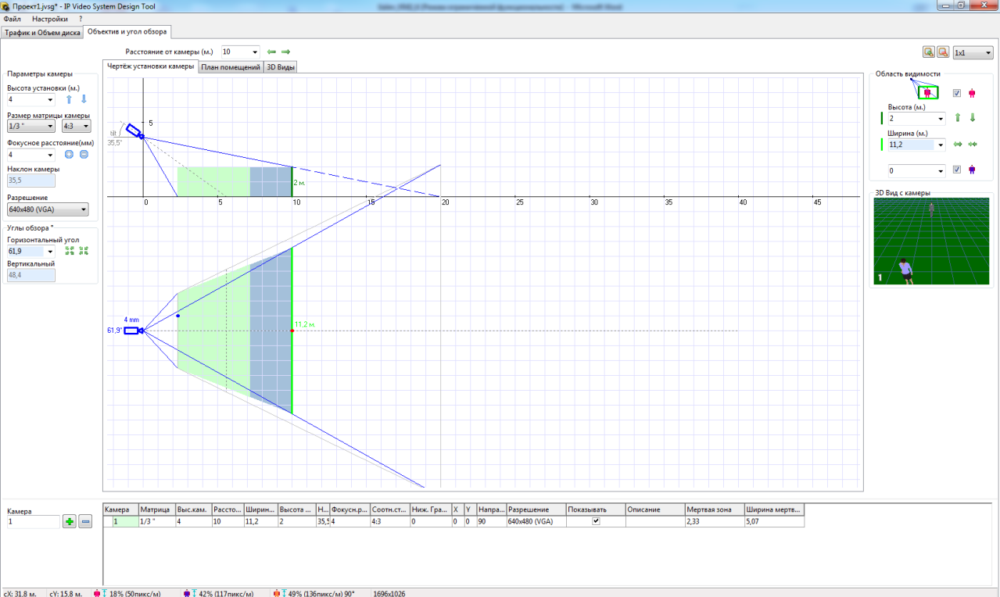 Проект1.jvsg* - IP Video System Design Tool
Файл Настройки ?
Трафик и Объем диска Объектив и угол обзора
Расстояние от камеры (м.) 10 1x1
Чертёж установки камеры План помещений 3D Виды
Параметры камеры
Высота установки (м.)
4
Размер матрицы камеры
1/3 " 4:3
Фокусное расстояние(мм)
4
Наклон камеры
35,5
Разрешение
640x480 (VGA)
Углы обзора °
Горизонтальный угол
61,9
Вертикальный
48,4
5
tilt
35,5°
2 м.
0 5 10 15 20 25 30 35 40 45
4 mm
61,9°
11,2 м.
Область видимости
Высота (м.)
2
Ширина (м.)
11,2
0
3D Вид с камеры
1
Камера
1
Камера Матрица Выс.кам. Рассто... Ширин... Высота ... Н... Фокусн.р... Соотн.ст... Ниж. Гра... X Y Напра... Разрешение Показывать Описание Мертвая зона Ширина мертв...
1 1/3 " 4 10 11,2 2 35,5 4 4:3 0 0 0 90 640x480 (VGA) 2,33 5,07
cX: 31,8 м. cY: 15,8 м. 18% (50пикс/м) 42% (117пикс/м) 49% (136пикс/м) 90° 1696x1026